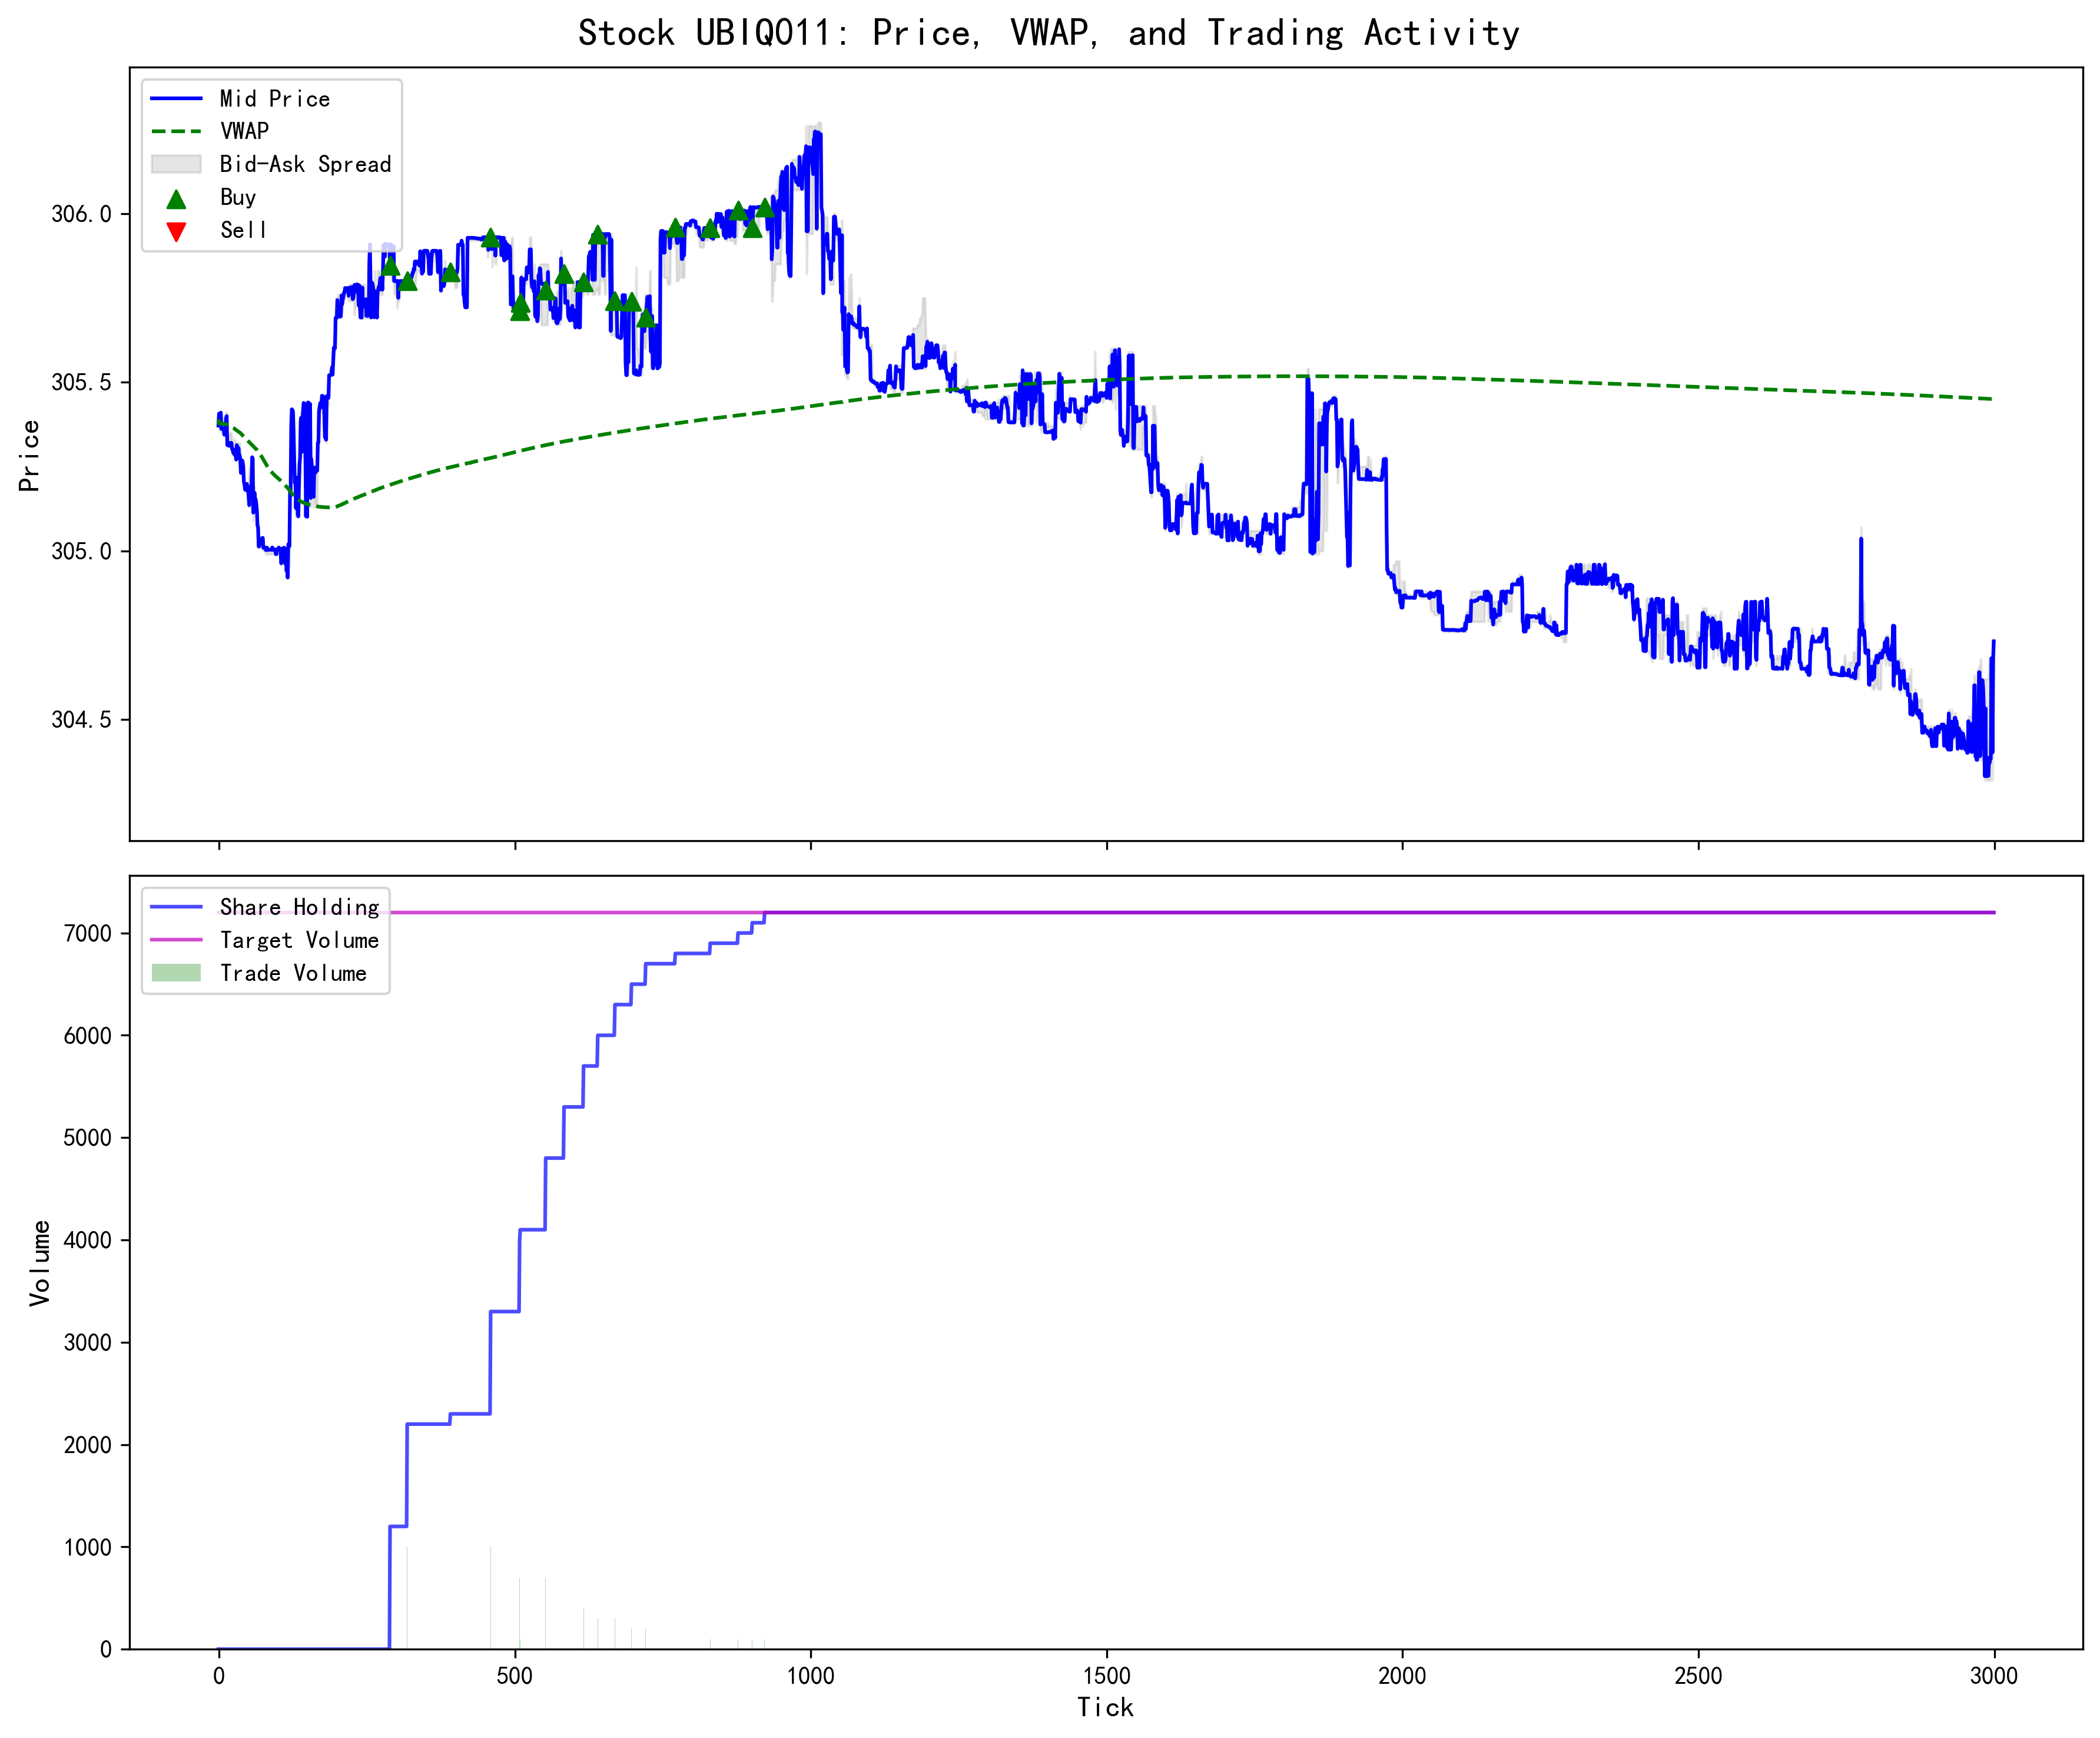 Stock UBIQ011: Price, VWAP, and Trading Activity
Mid Price
VWAP
Bid-Ask Spread
Buy
Sell
Price
306.0
305.5
305.0
304.5
Share Holding
Target Volume
Trade Volume
Volume
7000
6000
5000
4000
3000
2000
1000
0
0 500 1000 1500 2000 2500 3000
Tick